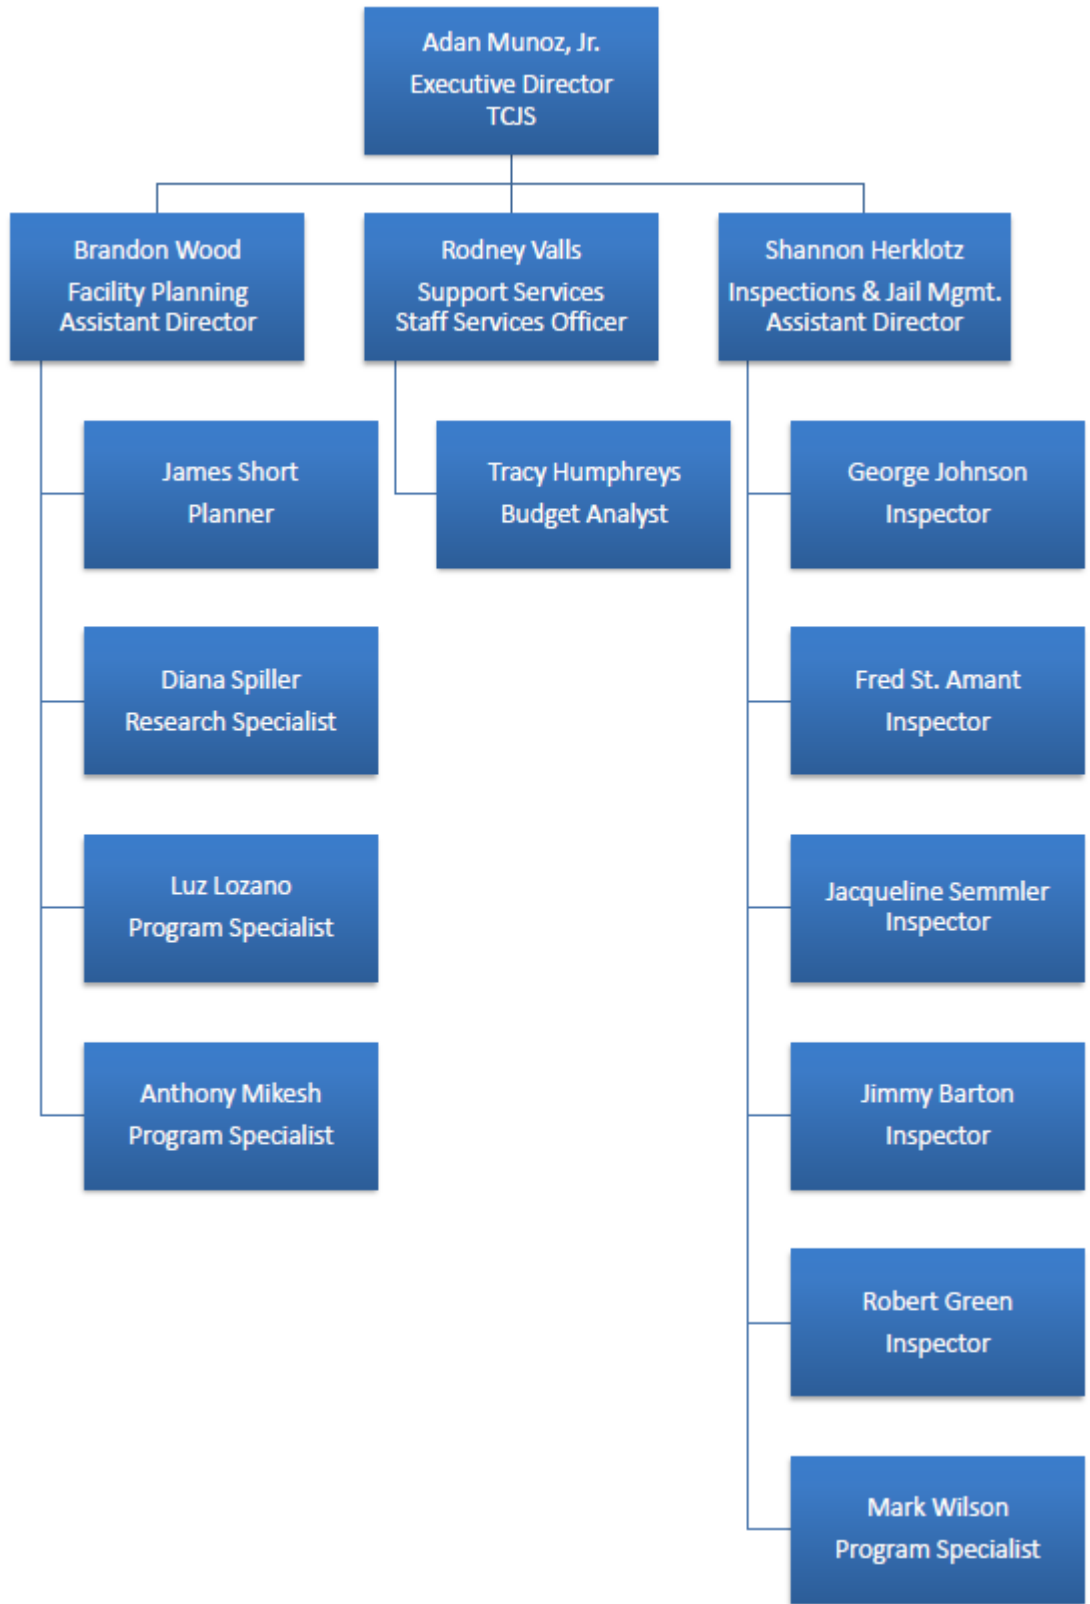 Adan Munoz, Jr.
Executive Director
TCJS
Brandon Wood
Facility Planning
Assistant Director
Rodney Valls
Support Services
Staff Services Officer
Shannon Herklotz
Inspections & Jail Mgmt.
Assistant Director
James Short
Planner
Diana Spiller
Research Specialist
Luz Lozano
Program Specialist
Anthony Mikesh
Program Specialist
Tracy Humphreys
Budget Analyst
George Johnson
Inspector
Fred St. Amant
Inspector
Jacqueline Semmler
Inspector
Jimmy Barton
Inspector
Robert Green
Inspector
Mark Wilson
Program Specialist